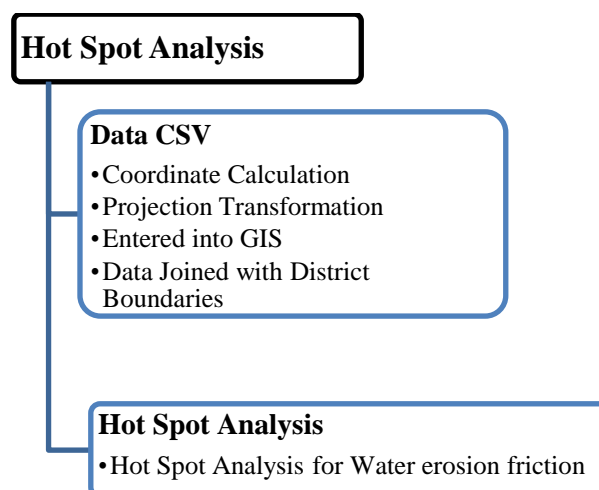 Hot Spot Analysis
Data CSV
•Coordinate Calculation
•Projection Transformation
•Entered into GIS
•Data Joined with District
Boundaries
Hot Spot Analysis
•Hot Spot Analysis for Water erosion friction